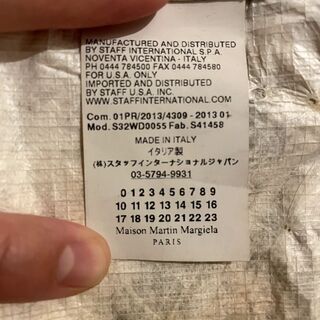 MANUFACTURED AND DISTRIBUTED
BY STAFF INTERNATIONAL S.P.A.
NOVENTA VICENTINA - ITALY
PH 0444 784500 FAX 0444 784580
FOR U.S.A. ONLY
IMPORTED AND DISTRIBUTED
BY STAFF U.S.A. INC.
WWW.STAFFINTERNATIONAL.COM
Com. 01PR/2013/4309 - 2013 01
Mod. S32WD0055 Fab. S41458
MADE IN ITALY
イタリア製
(株)スタッフインターナショナルジャパン
03-5794-9931
0 1 2 3 4 5 6 7 8 9
10 11 12 13 14 15 16
17 18 19 20 21 22 23
Maison Martin Margiela
PARIS